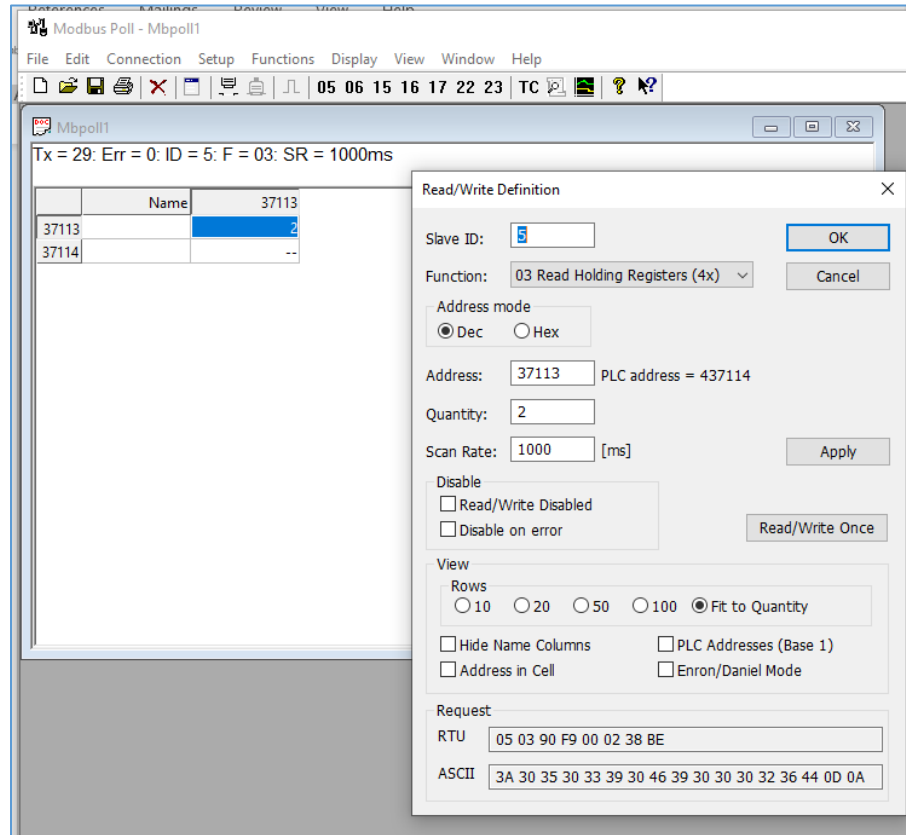 References Mailings Review View Help
Modbus Poll - Mbpoll1
File Edit Connection Setup Functions Display View Window Help
05 06 15 16 17 22 23 TC
Mbpoll1
Tx = 29: Err = 0: ID = 5: F = 03: SR = 1000ms
Name 37113
37113 2
37114 --
Read/Write Definition
Slave ID: 5 OK
Function: 03 Read Holding Registers (4x) Cancel
Address mode
Dec Hex
Address: 37113 PLC address = 437114
Quantity: 2
Scan Rate: 1000 [ms] Apply
Disable
Read/Write Disabled
Disable on error Read/Write Once
View
Rows
10 20 50 100 Fit to Quantity
Hide Name Columns PLC Addresses (Base 1)
Address in Cell Enron/Daniel Mode
Request
RTU 05 03 90 F9 00 02 38 BE
ASCII 3A 30 35 30 33 39 30 46 39 30 30 30 32 36 44 0D 0A